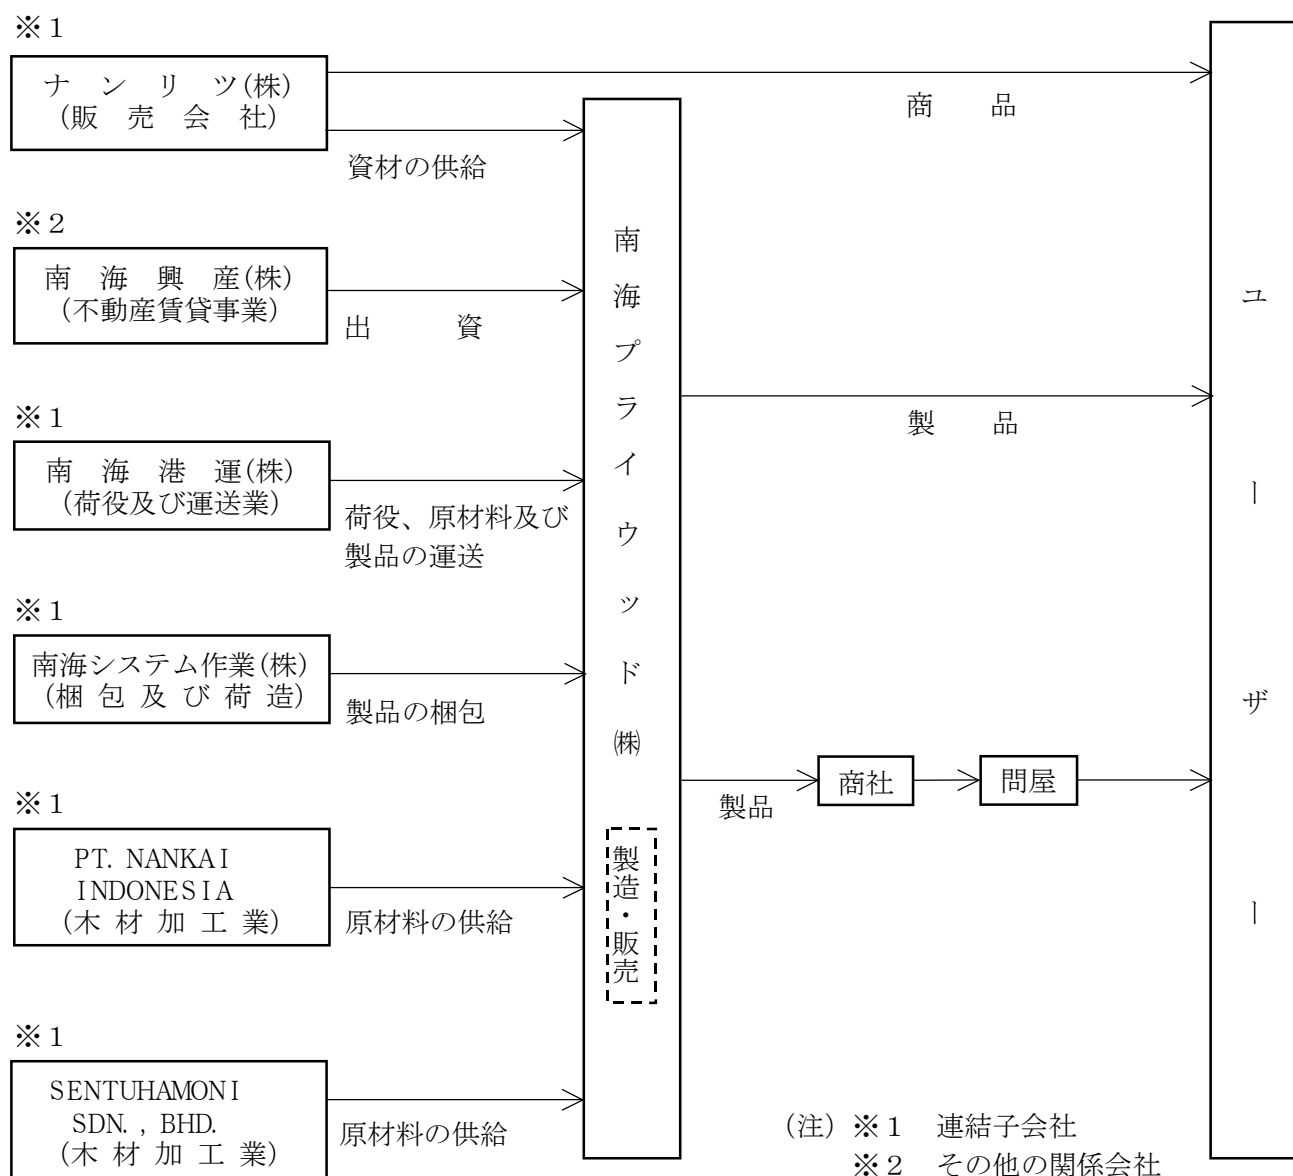 ※1
ナンリツ(株)
(販売会社)
商品
資材の供給
※2
南海興産(株)
(不動産賃貸事業)
出資
※1
南海港運(株)
(荷役及び運送業)
荷役、原材料及び
製品の運送
※1
南海システム作業(株)
(梱包及び荷造)
製品の梱包
※1
PT. NANKAI
INDONESIA
(木材加工業)
原材料の供給
※1
SENTUHAMONI
SDN., BHD.
(木材加工業)
原材料の供給
南海プライウッド㈱
製造・販売
製品
製品
商社
問屋
ユーザー
(注) ※1 連結子会社
※2 その他の関係会社